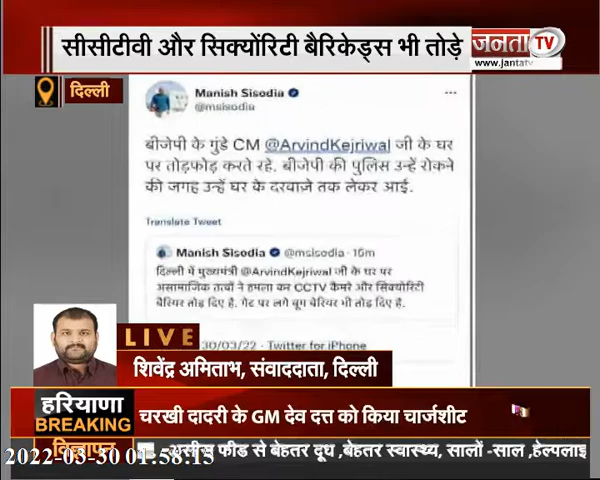 सीसीटीवी और सिक्योंरिटी बैरिकेड्स भी तोड़े
जनता TV
www.jantatv
दिल्ली
Manish Sisodia
@msisodia
बीजेपी के गुंडे CM @ArvindKejriwal जी के घर
पर तोड़फोड़ करते रहे. बीजेपी की पुलिस उन्हें रोकने
की जगह उन्हें घर के दरवाज़े तक लेकर आई.
Translate Tweet
Manish Sisodia @msisodia · 16m
दिल्ली में मुख्यमंत्री @ArvindKejriwal जी के घर पर
असामाजिक तत्वों ने हमला कर CCTV कैमरे और सिक्योरिटी
बैरियर तोड़ दिए है. गेट पर लगे बूम बैरियर भी तोड़ दिए है.
30/03/22 · Twitter for iPhone
LIVE
शिवेंद्र अमिताभ, संवाददाता, दिल्ली
हरियाणा
BREAKING
चरखी दादरी के GM देव दत्त को किया चार्जशीट
विज्ञापन
फीड से बेहतर दूध ,बेहतर स्वास्थ्य, सालों -साल ,हेल्पलाइ
2022-03-30 01:58:15